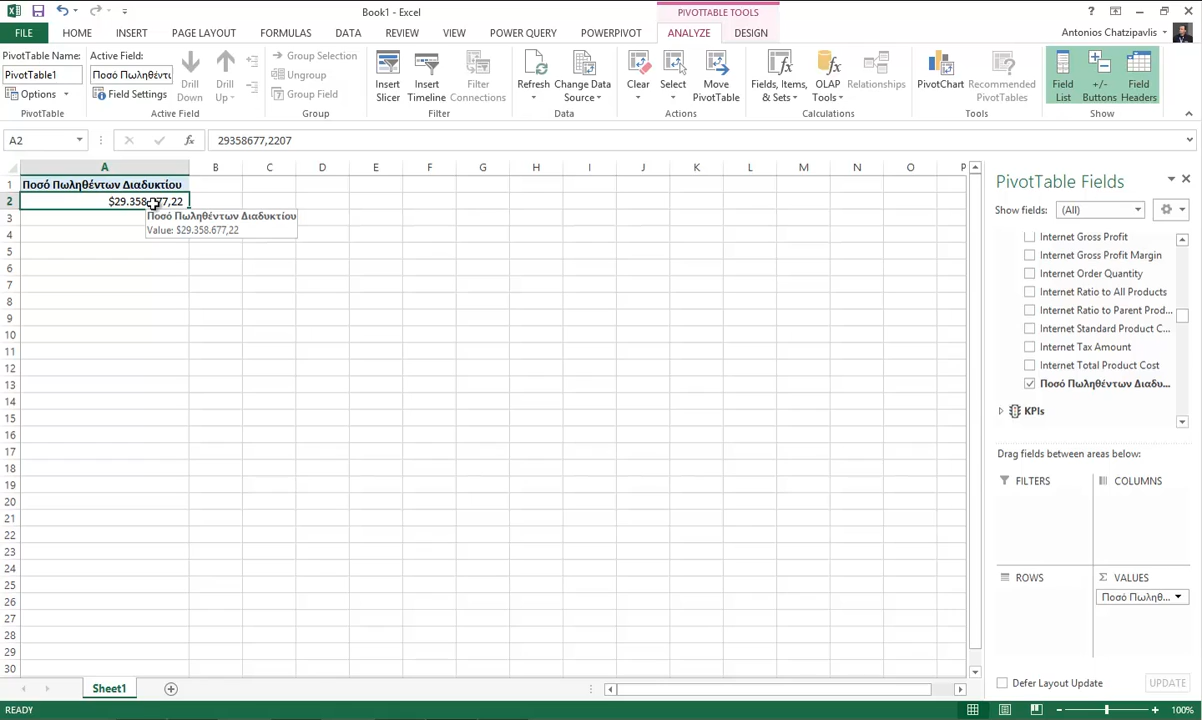 Book1 - Excel
PIVOTTABLE TOOLS
FILE HOME INSERT PAGE LAYOUT FORMULAS DATA REVIEW VIEW POWER QUERY POWERPIVOT ANALYZE DESIGN
Antonios Chatzipavlis
PivotTable Name:
PivotTable1
Options
PivotTable
Active Field:
Ποσό Πωληθέντ
Field Settings
Drill Down
Drill Up
Active Field
Group Selection
Ungroup
Group Field
Group
Insert Slicer
Insert Timeline
Filter Connections
Filter
Refresh
Change Data Source
Data
Clear
Select
Move PivotTable
Actions
Fields, Items, & Sets
OLAP Tools
Relationships
Calculations
PivotChart
Recommended PivotTables
Tools
Field List
+/- Buttons
Field Headers
Show
A2
fx
29358677,2207
A B C D E F G H I J K L M N O P
1 Ποσό Πωληθέντων Διαδυκτίου
2
Ποσό Πωληθέντων Διαδυκτίου
Value: $29.358.677,22
3
4
5
6
7
8
9
10
11
12
13
14
15
16
17
18
19
20
21
22
23
24
25
26
27
28
29
30
PivotTable Fields
Show fields: (All)
Internet Gross Profit
Internet Gross Profit Margin
Internet Order Quantity
Internet Ratio to All Products
Internet Ratio to Parent Prod...
Internet Standard Product C...
Internet Tax Amount
Internet Total Product Cost
Ποσό Πωληθέντων Διαδυ...
KPIs
Drag fields between areas below:
FILTERS
COLUMNS
ROWS
Σ VALUES
Ποσό Πωληθ...
Defer Layout Update
UPDATE
Sheet1
READY
100%